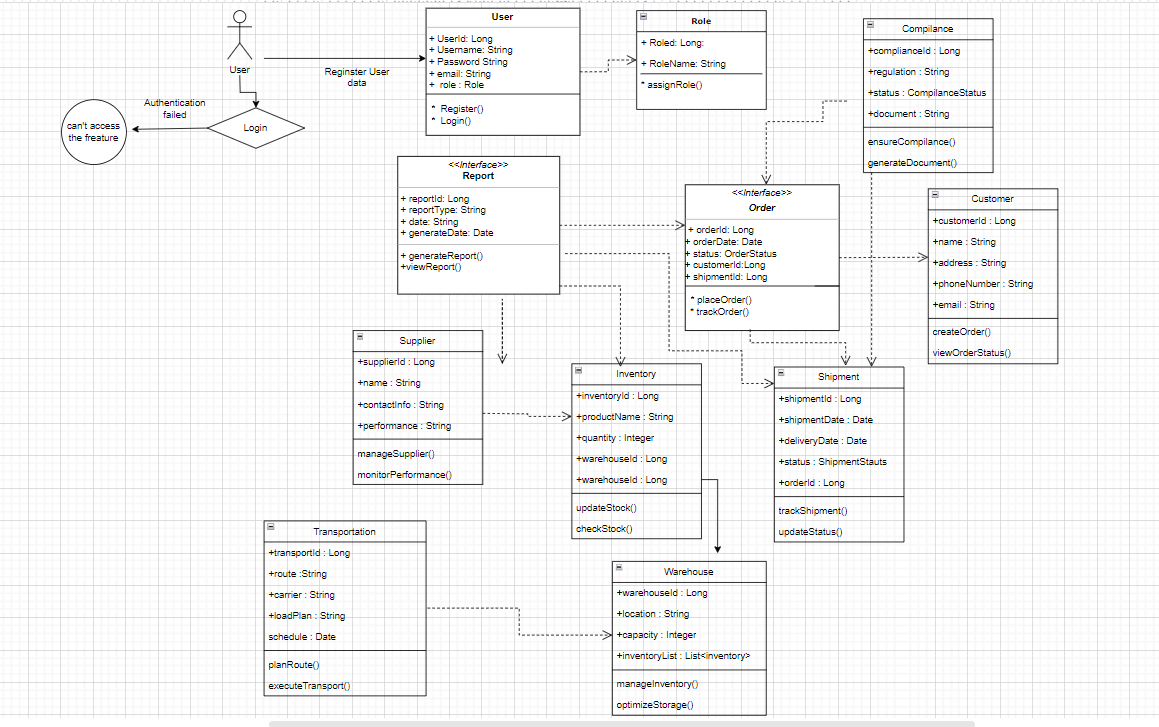 User
Reginster User
data
Authentication
failed
can't access
the freature
Login
User
+ UserId: Long
+ Username: String
+ Password String
+ email: String
+ role : Role
* Register()
* Login()
Role
+ Roled: Long:
+ RoleName: String
* assignRole()
Compilance
+complianceId : Long
+regulation : String
+status : CompilanceStatus
+document : String
ensureCompilance()
generateDocument()
<<Interface>>
Report
+ reportId: Long
+ reportType: String
+ date: String
+ generateDate: Date
+ generateReport()
+viewReport()
<<Interface>>
Order
+ orderId: Long
+ orderDate: Date
+ status: OrderStatus
+ customerId:Long
+ shipmentId: Long
* placeOrder()
* trackOrder()
Customer
+customerId : Long
+name : String
+address : String
+phoneNumber : String
+email : String
createOrder()
viewOrderStatus()
Supplier
+supplierId : Long
+name : String
+contactInfo : String
+performance : String
manageSupplier()
monitorPerformance()
Inventory
+inventoryId : Long
+productName : String
+quantity : Integer
+warehouseId : Long
+warehouseId : Long
updateStock()
checkStock()
Shipment
+shipmentId : Long
+shipmentDate : Date
+deliveryDate : Date
+status : ShipmentStauts
+orderId : Long
trackShipment()
updateStatus()
Transportation
+transportId : Long
+route :String
+carrier : String
+loadPlan : String
schedule : Date
planRoute()
executeTransport()
Warehouse
+warehouseId : Long
+location : String
+capacity : Integer
+inventoryList : List<inventory>
manageInventory()
optimizeStorage()